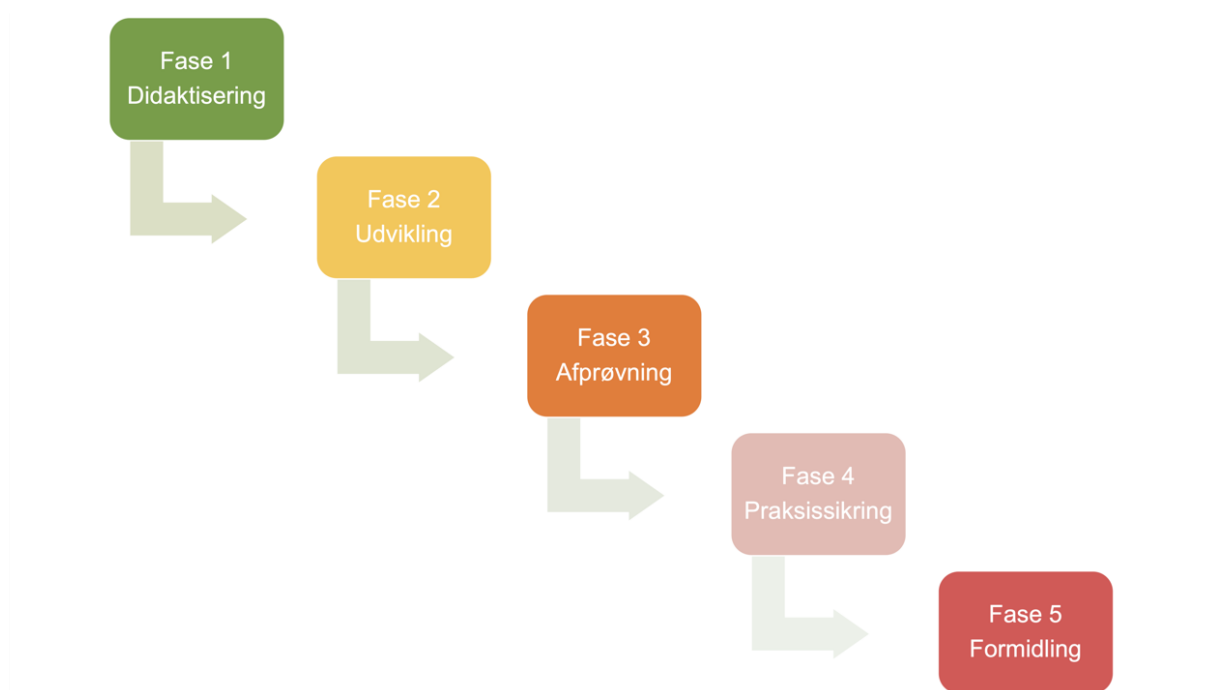 Fase 1
Didaktisering
Fase 2
Udvikling
Fase 3
Afprøvning
Fase 4
Praksissikring
Fase 5
Formidling